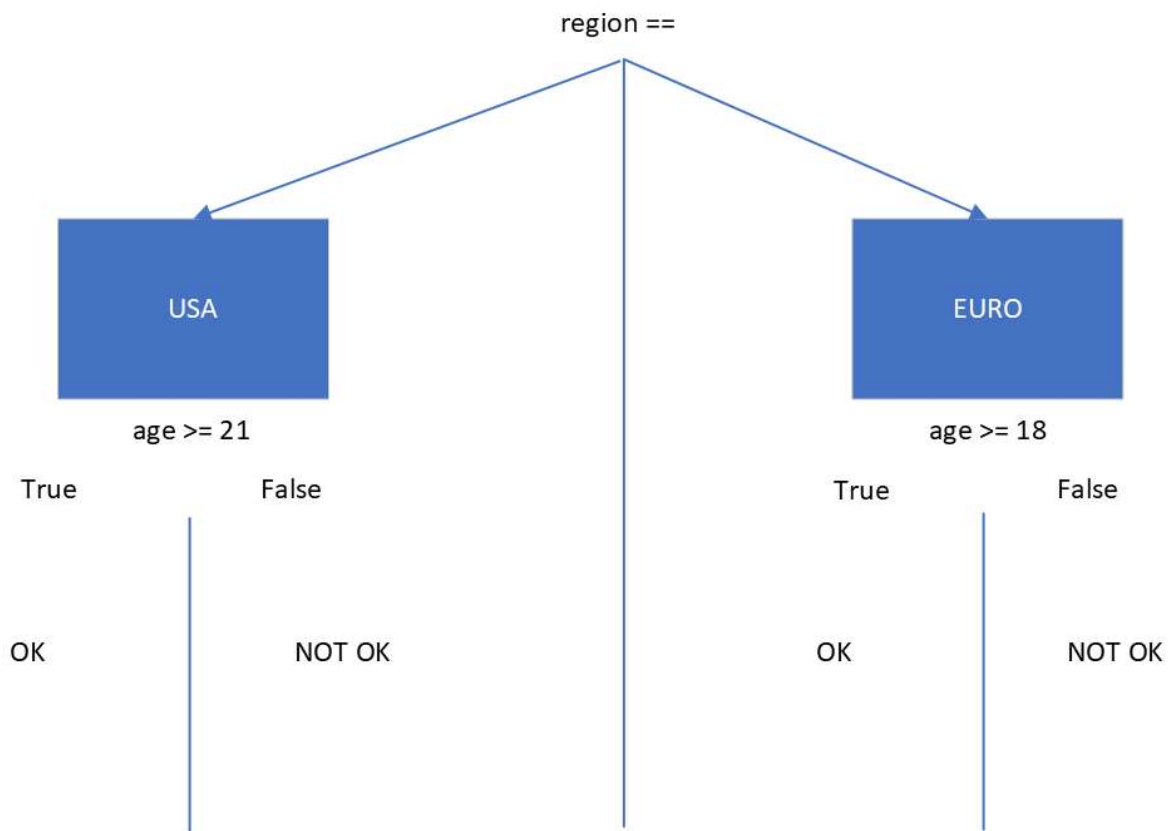 region ==
USA
EURO
age >= 21
age >= 18
True
False
True
False
OK
NOT OK
OK
NOT OK